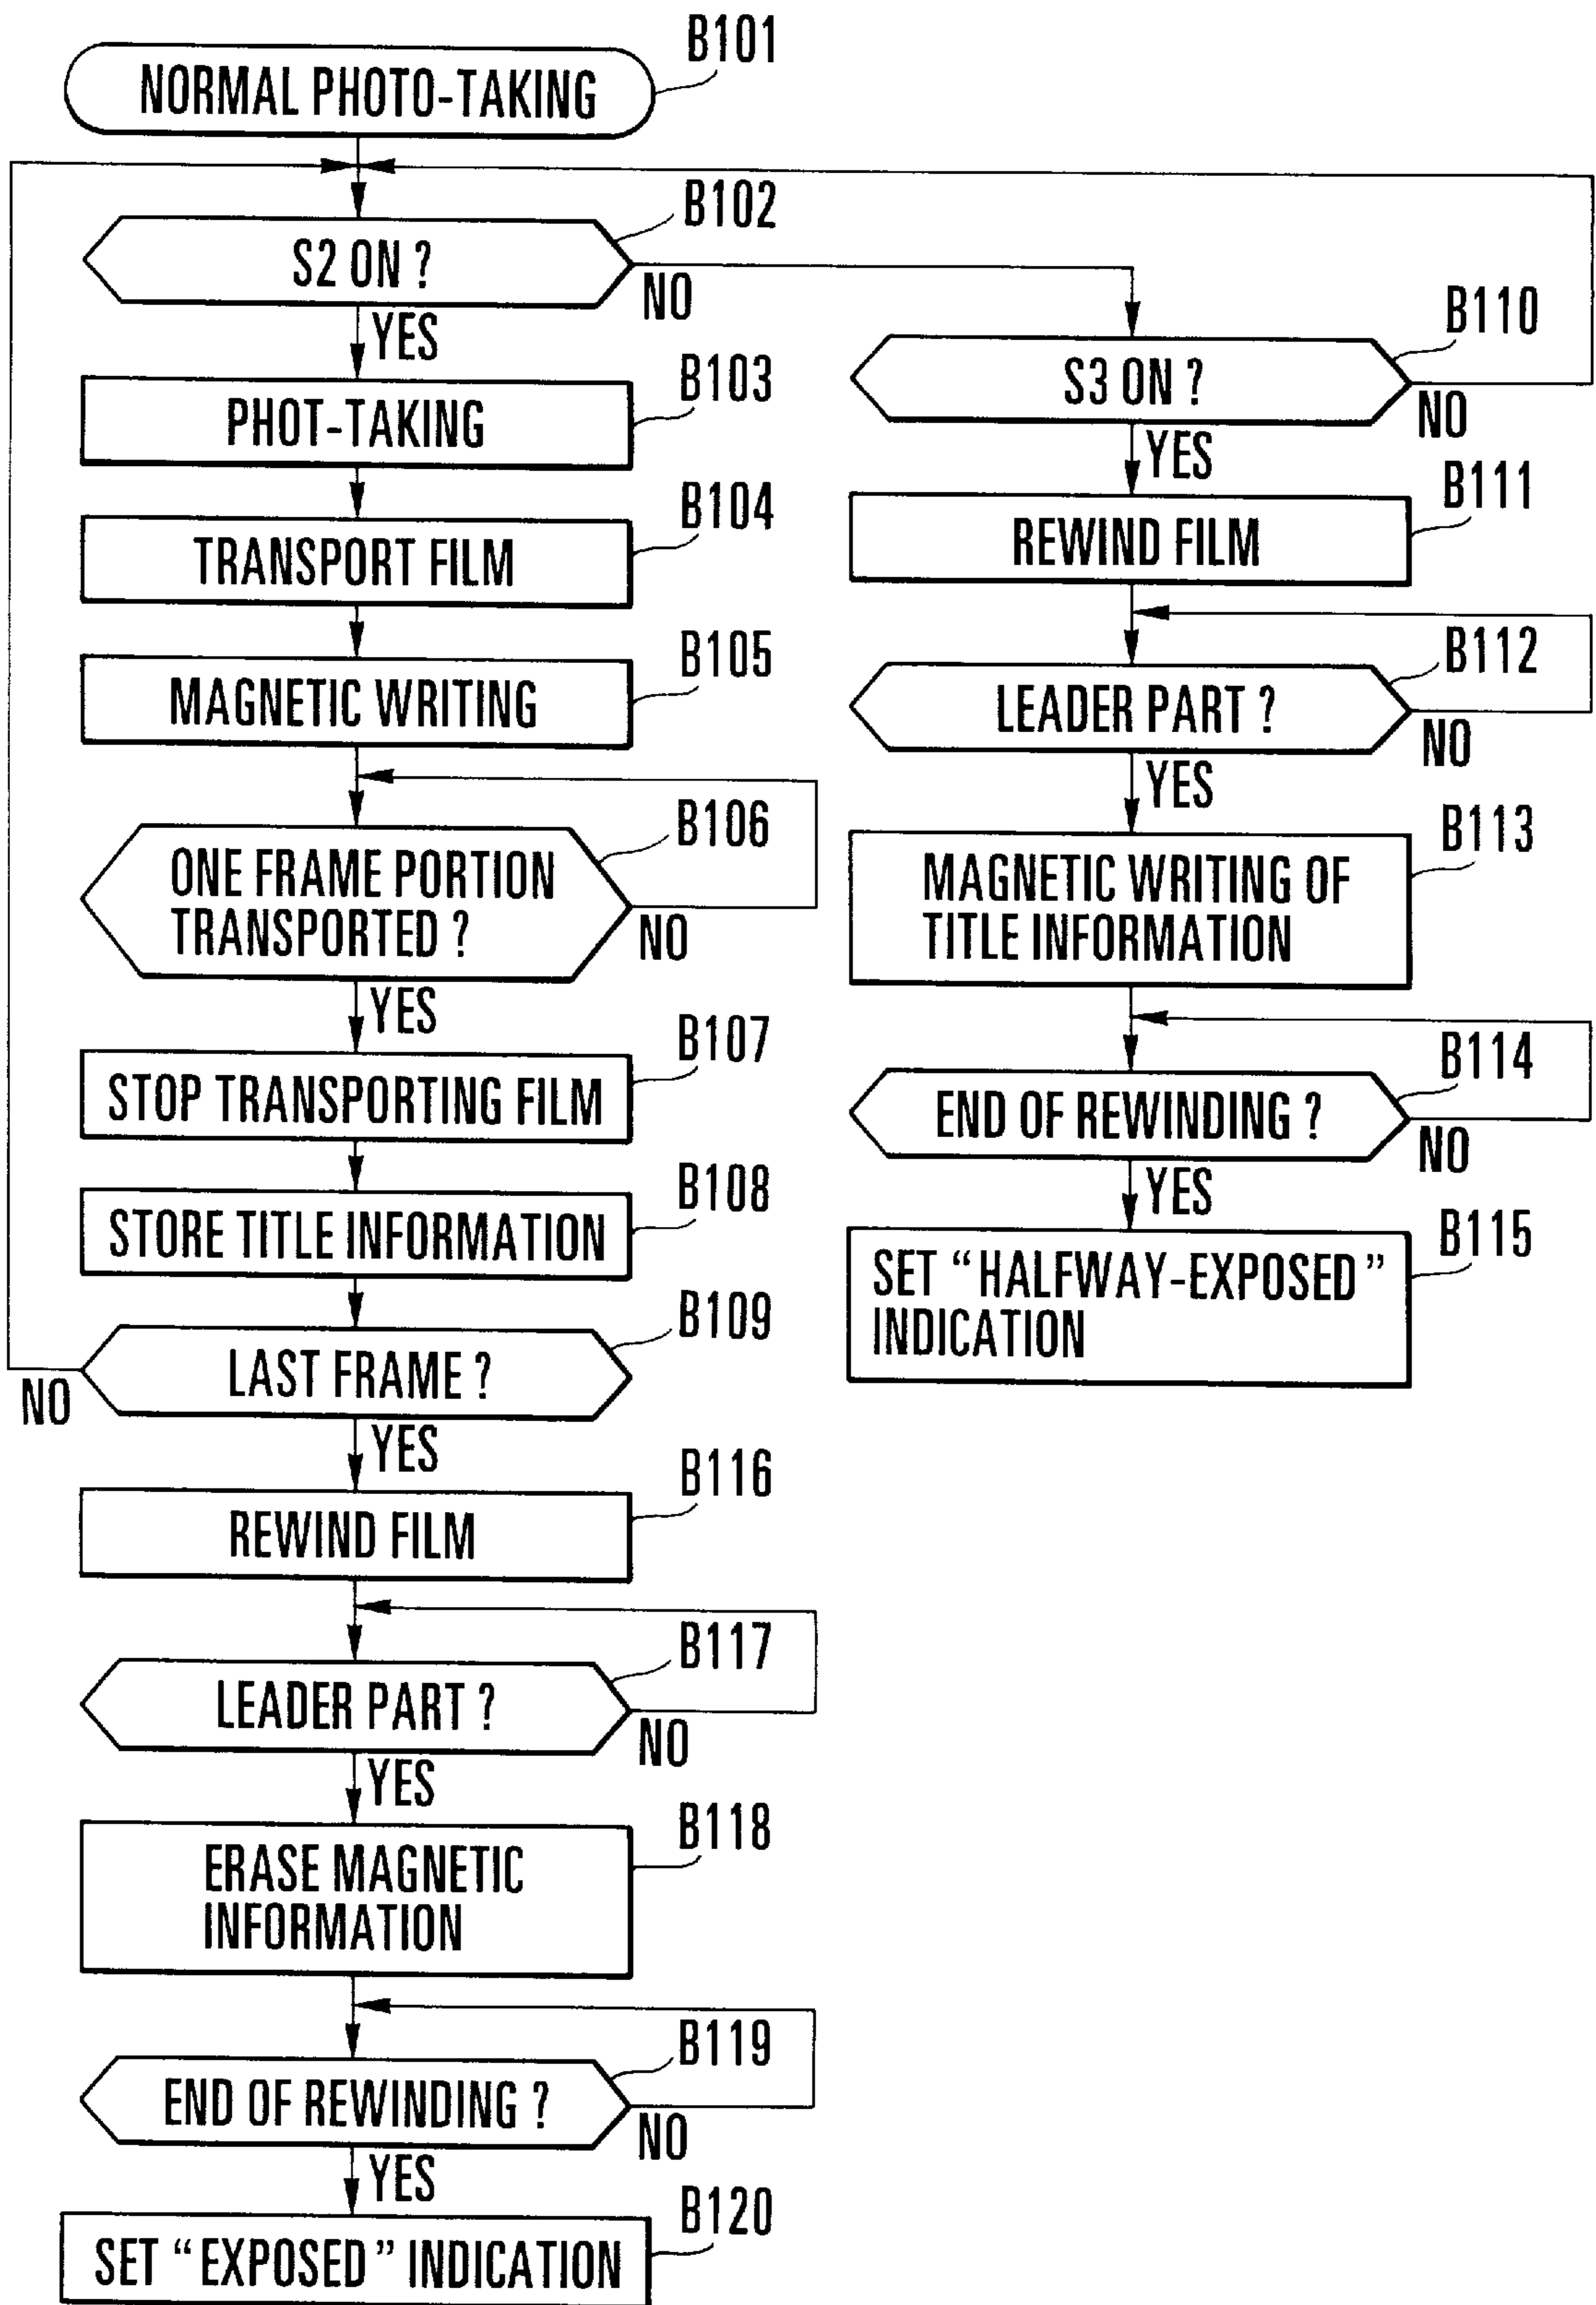 B101
NORMAL PHOTO-TAKING
B102
S2 ON ?
NO
YES
B103
PHOT-TAKING
B104
TRANSPORT FILM
B105
MAGNETIC WRITING
B106
ONE FRAME PORTION
TRANSPORTED ?
NO
YES
B107
STOP TRANSPORTING FILM
B108
STORE TITLE INFORMATION
B109
LAST FRAME ?
NO
YES
B116
REWIND FILM
B117
LEADER PART ?
NO
YES
B118
ERASE MAGNETIC
INFORMATION
B119
END OF REWINDING ?
NO
YES
B120
SET “EXPOSED” INDICATION
B110
S3 ON ?
NO
YES
B111
REWIND FILM
B112
LEADER PART ?
NO
YES
B113
MAGNETIC WRITING OF
TITLE INFORMATION
B114
END OF REWINDING ?
NO
YES
B115
SET “HALFWAY-EXPOSED”
INDICATION